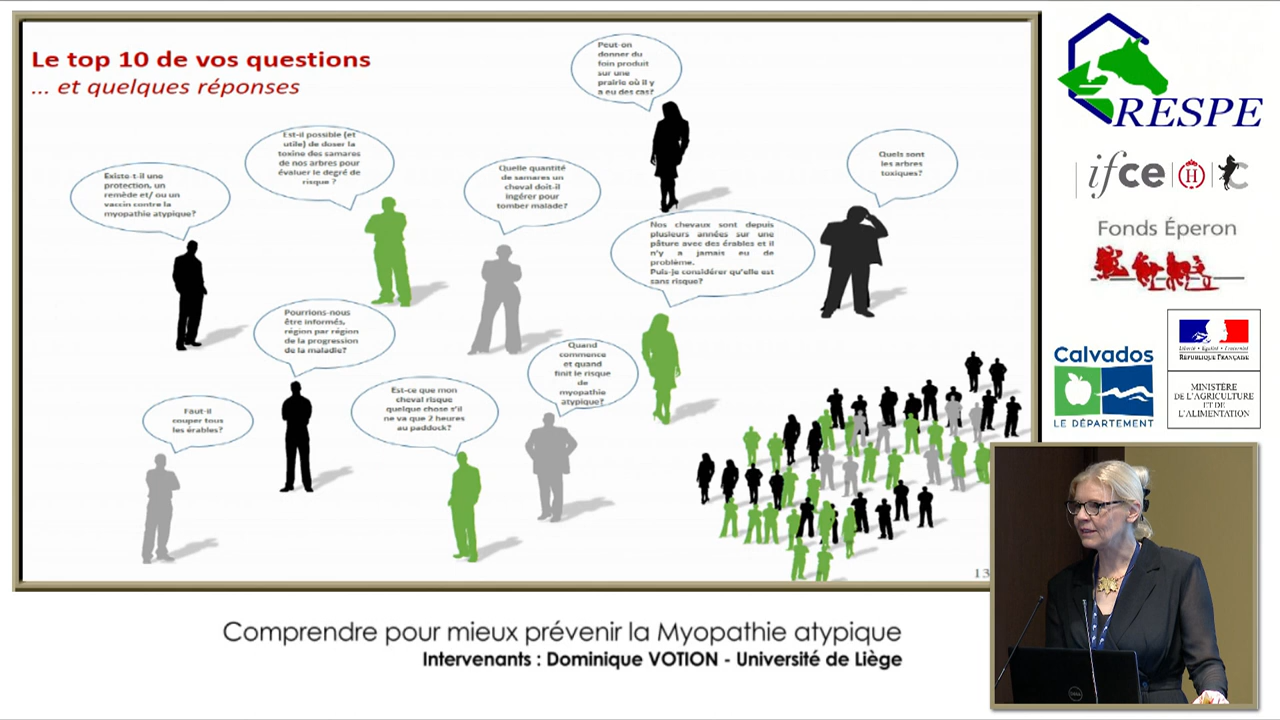 Le top 10 de vos questions
... et quelques réponses
Peut-on
donner du
foin produit
sur une
prairie où il y
a eu des cas?
Est-il possible (et
utile) de doser la
toxine des samares
de nos arbres pour
évaluer le degré de
risque ?
Existe-t-il une
protection, un
remède et/ ou un
vaccin contre la
myopathie atypique?
Quelle quantité
de samares un
cheval doit-il
ingérer pour
tomber malade?
Quels sont
les arbres
toxiques?
Nos chevaux sont depuis
plusieurs années sur une
pâture avec des érables et il
n'y a jamais eu de
problème.
Puis-je considérer qu'elle est
sans risque?
Pourrions-nous
être informés,
région par région
de la progression
de la maladie?
Quand
commence
et quand
finit le risque
de
myopathie
atypique?
Est-ce que mon
cheval risque
quelque chose s'il
ne va que 2 heures
au paddock?
Faut-il
couper tous
les érables?
13
RESPE
ifce
H
Fonds Éperon
Calvados
LE DÉPARTEMENT
Liberté • Égalité • Fraternité
RÉPUBLIQUE FRANÇAISE
MINISTÈRE
DE L'AGRICULTURE
ET DE
L'ALIMENTATION
Comprendre pour mieux prévenir la Myopathie atypique
Intervenants : Dominique VOTION - Université de Liège
DELL